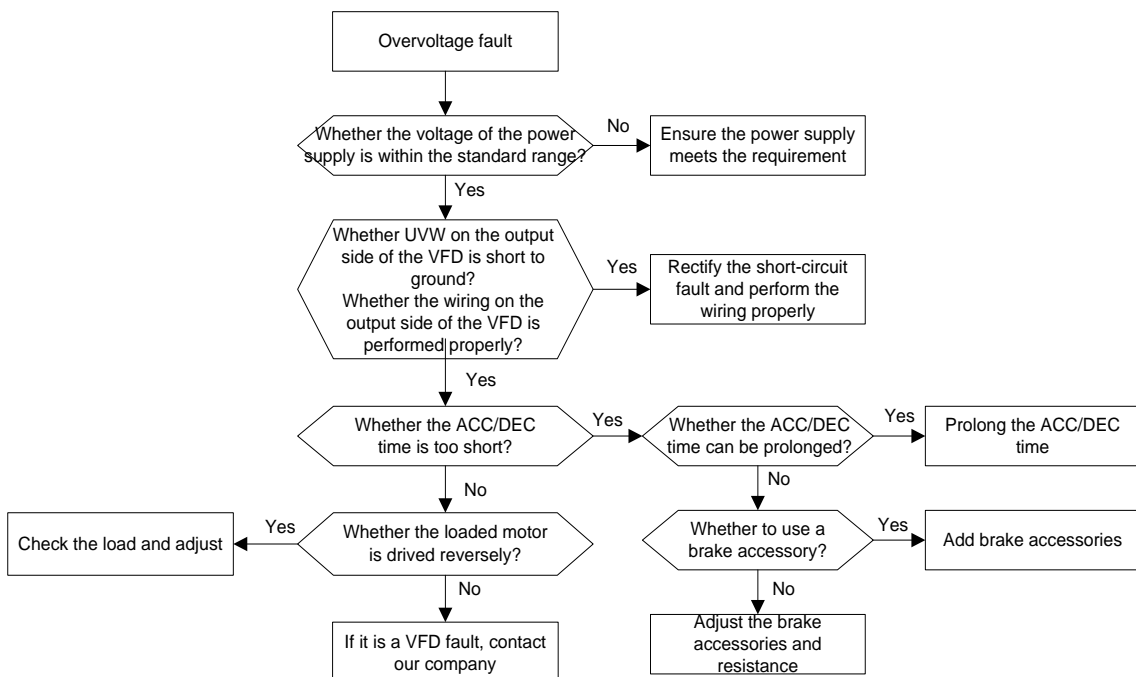 Overvoltage fault
Whether the voltage of the power
supply is within the standard range?
No
Ensure the power supply
meets the requirement
Yes
Whether UVW on the output
side of the VFD is short to
ground?
Whether the wiring on the
output side of the VFD is
performed properly?
Yes
Rectify the short-circuit
fault and perform the
wiring properly
Yes
Whether the ACC/DEC
time is too short?
Yes
Whether the ACC/DEC
time can be prolonged?
Yes
Prolong the ACC/DEC
time
No
No
Check the load and adjust
Yes
Whether the loaded motor
is drived reversely?
Whether to use a
brake accessory?
Yes
Add brake accessories
No
No
If it is a VFD fault, contact
our company
Adjust the brake
accessories and
resistance